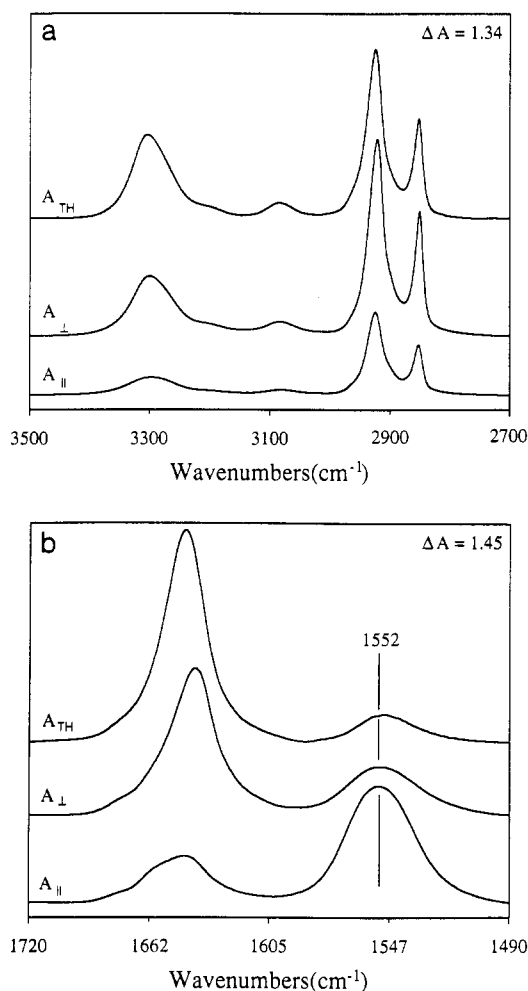 a
ΔA = 1.34
A_TH
A_⊥
A_||
3500 3300 3100 2900 2700
Wavenumbers(cm⁻¹)
b
ΔA = 1.45
1552
A_TH
A_⊥
A_||
1720 1662 1605 1547 1490
Wavenumbers(cm⁻¹)